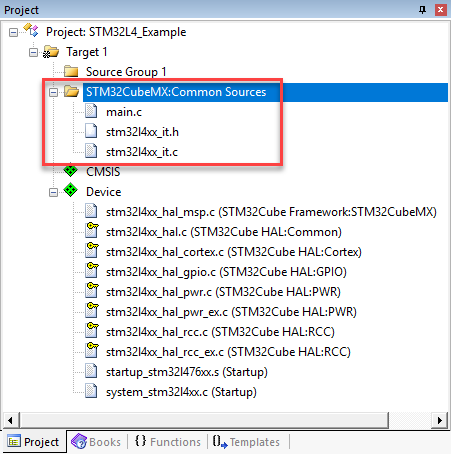 Project
Project: STM32L4_Example
Target 1
Source Group 1
STM32CubeMX:Common Sources
main.c
stm32l4xx_it.h
stm32l4xx_it.c
CMSIS
Device
stm32l4xx_hal_msp.c (STM32Cube Framework:STM32CubeMX)
stm32l4xx_hal.c (STM32Cube HAL:Common)
stm32l4xx_hal_cortex.c (STM32Cube HAL:Cortex)
stm32l4xx_hal_gpio.c (STM32Cube HAL:GPIO)
stm32l4xx_hal_pwr.c (STM32Cube HAL:PWR)
stm32l4xx_hal_pwr_ex.c (STM32Cube HAL:PWR)
stm32l4xx_hal_rcc.c (STM32Cube HAL:RCC)
stm32l4xx_hal_rcc_ex.c (STM32Cube HAL:RCC)
startup_stm32l476xx.s (Startup)
system_stm32l4xx.c (Startup)
Project Books {} Functions 0 Templates